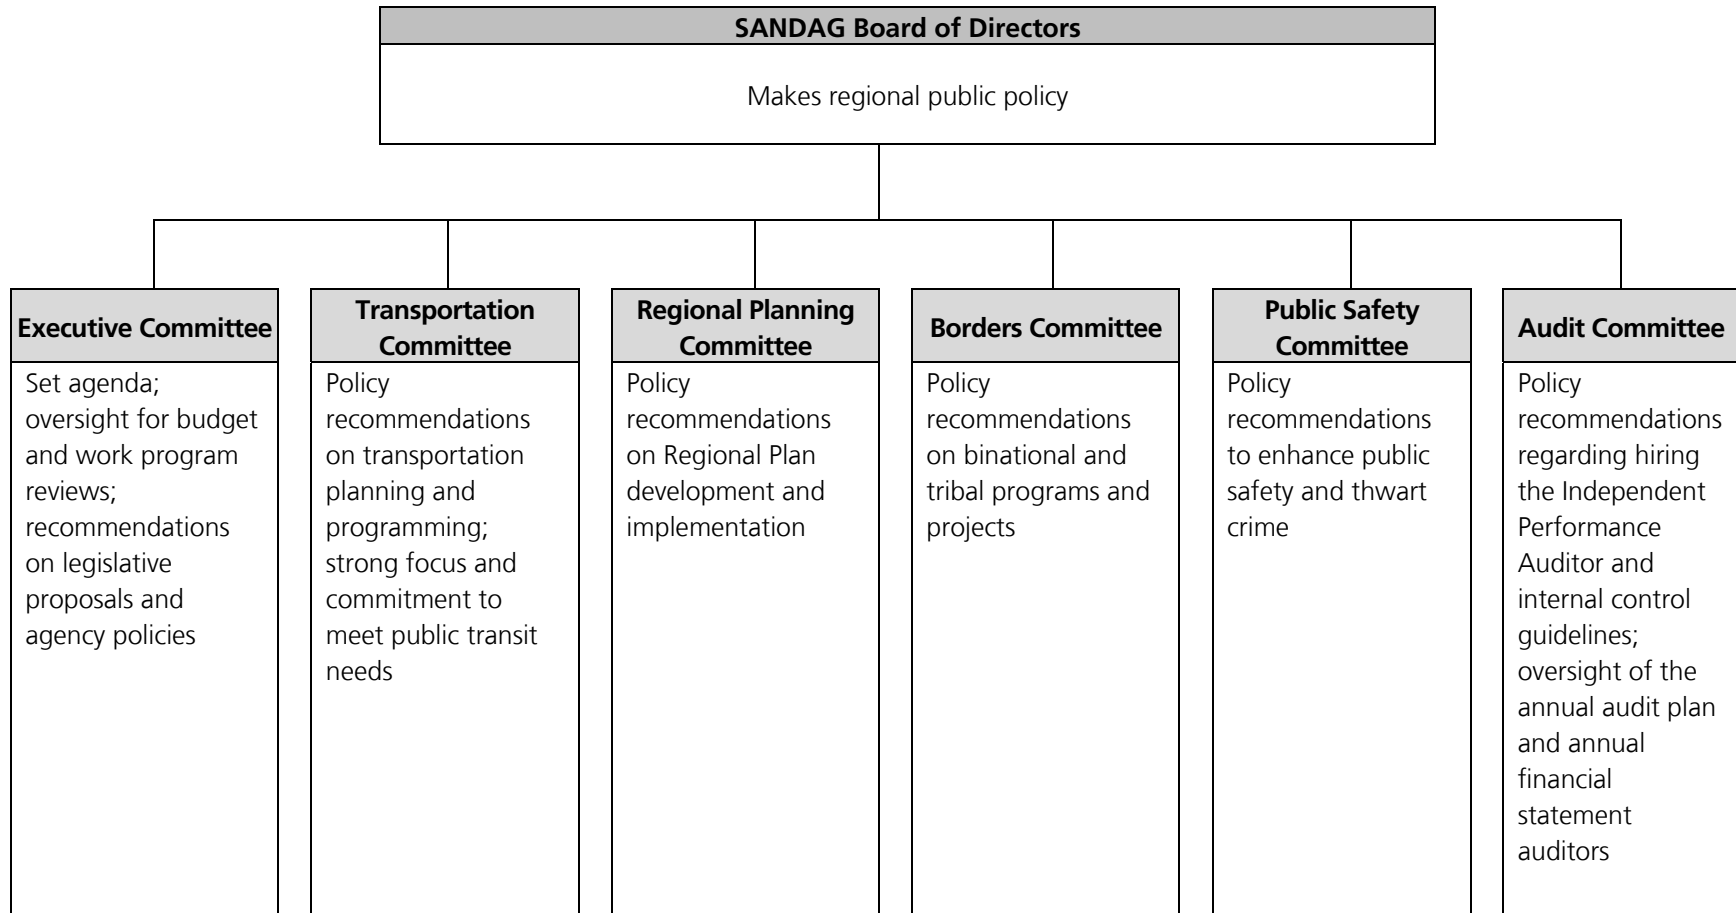 SANDAG Board of Directors
Makes regional public policy
Executive Committee
Set agenda;
oversight for budget
and work program
reviews;
recommendations
on legislative
proposals and
agency policies
Transportation
Committee
Policy
recommendations
on transportation
planning and
programming;
strong focus and
commitment to
meet public transit
needs
Regional Planning
Committee
Policy
recommendations
on Regional Plan
development and
implementation
Borders Committee
Policy
recommendations
on binational and
tribal programs and
projects
Public Safety
Committee
Policy
recommendations
to enhance public
safety and thwart
crime
Audit Committee
Policy
recommendations
regarding hiring
the Independent
Performance
Auditor and
internal control
guidelines;
oversight of the
annual audit plan
and annual
financial
statement
auditors